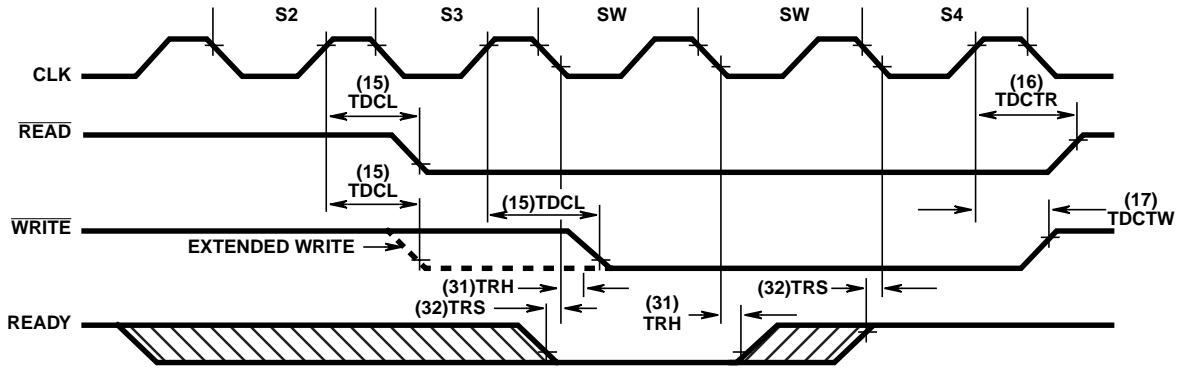 S2 S3 SW SW S4
CLK
(15)
TDCL
(16)
TDCTR
READ
(15)
TDCL
(15)TDCL
(17)
TDCTW
WRITE
EXTENDED WRITE
(31)TRH
(32)TRS
(31)
TRH
(32)TRS
READY